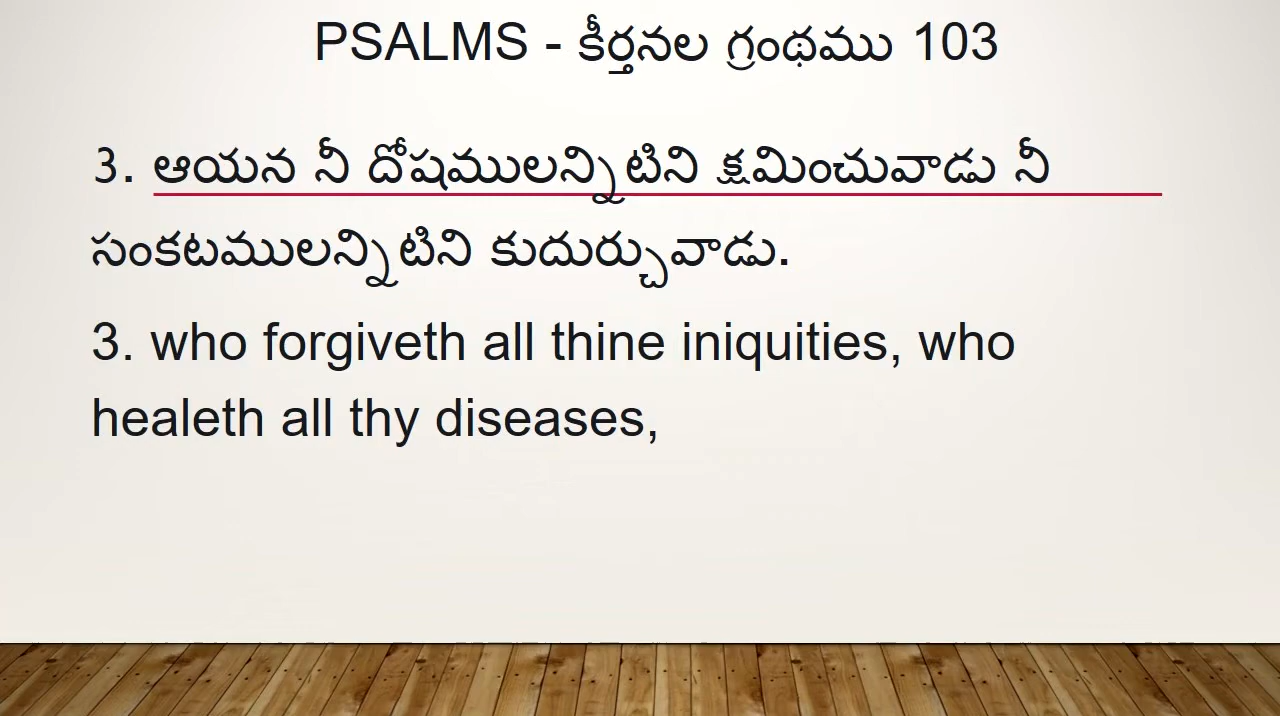 PSALMS - కీర్తనల గ్రంథము 103
3. ఆయన నీ దోషములన్నిటిని క్షమించువాడు నీ
సంకటములన్నిటిని కుదుర్చువాడు.
3. who forgiveth all thine iniquities, who
healeth all thy diseases,